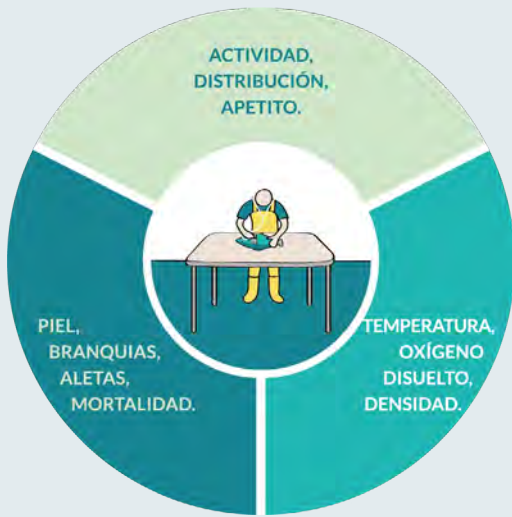 ACTIVIDAD,
DISTRIBUCIÓN,
APETITO.
PIEL,
BRANQUIAS,
ALETAS,
MORTALIDAD.
TEMPERATURA,
OXÍGENO
DISUELTO,
DENSIDAD.